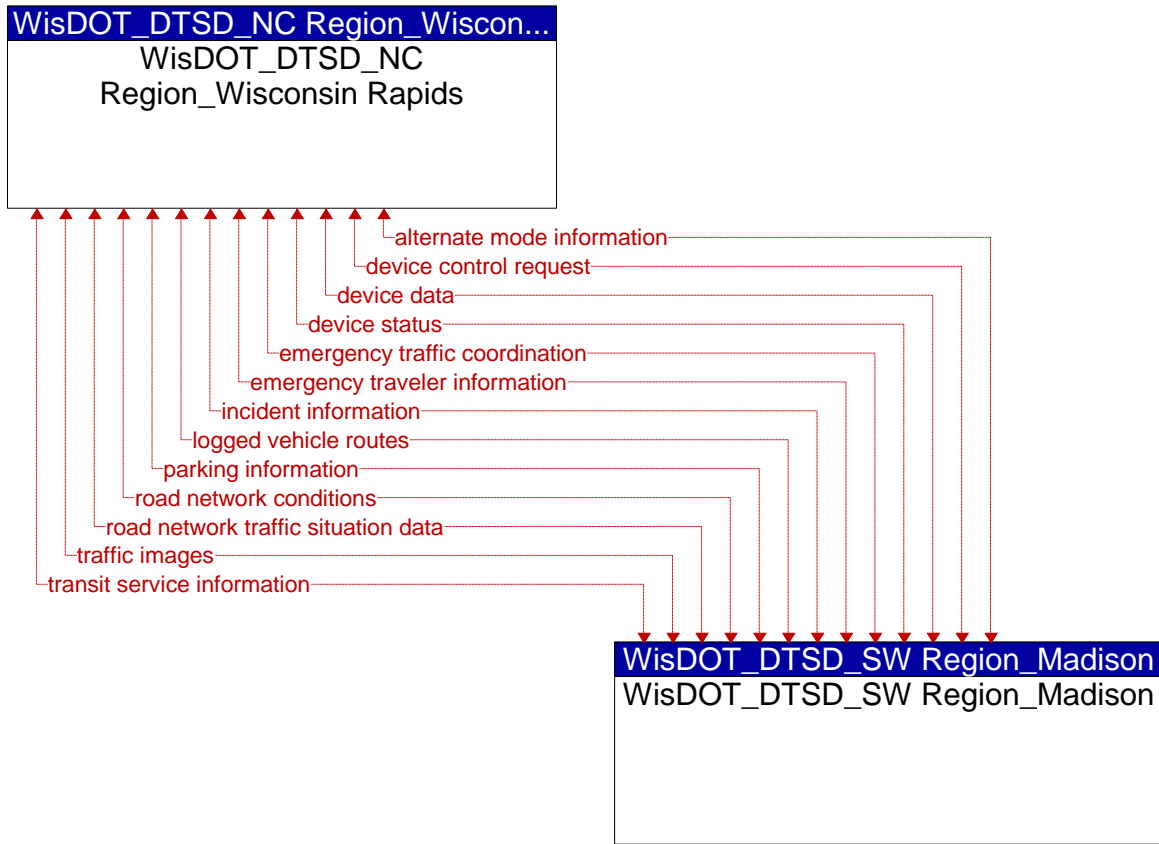 WisDOT_DTSD_NC Region_Wiscon...
WisDOT_DTSD_NC
Region_Wisconsin Rapids
alternate mode information
device control request
device data
device status
emergency traffic coordination
emergency traveler information
incident information
logged vehicle routes
parking information
road network conditions
road network traffic situation data
traffic images
transit service information
WisDOT_DTSD_SW Region_Madison
WisDOT_DTSD_SW Region_Madison